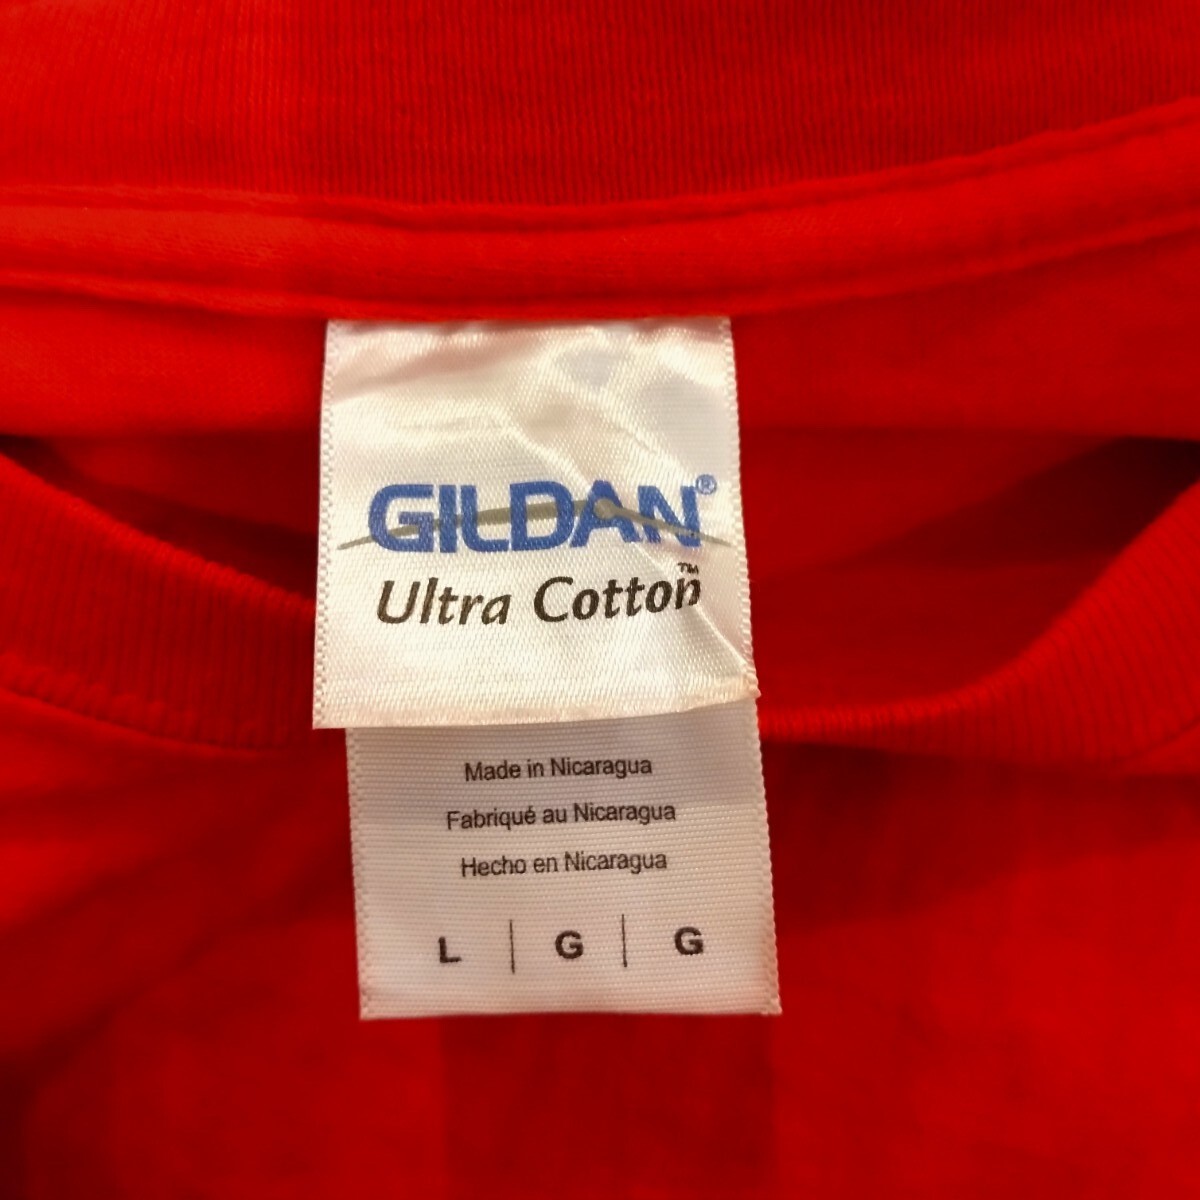 GILDAN®
Ultra Cotton™
Made in Nicaragua
Fabriqué au Nicaragua
Hecho en Nicaragua
L | G | G